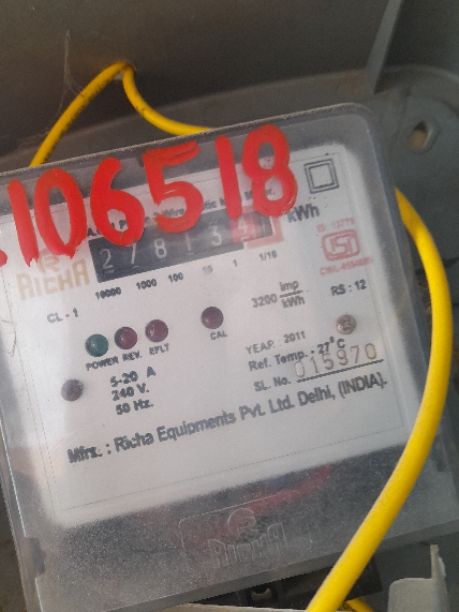 106518
kWh
RICHA
2 7 8 1 3
10000 1000 100 10 1 1/10
CL - 1
3200 imp/kWh
RS : 12
POWER REV. EFLT
CAL
5-20 A
240 V.
50 Hz.
YEAR. : 2011
Ref. Temp. - 27°C
SL. No. 015970
Mfrs. : Richa Equipments Pvt. Ltd. Delhi, (INDIA).
RICHA